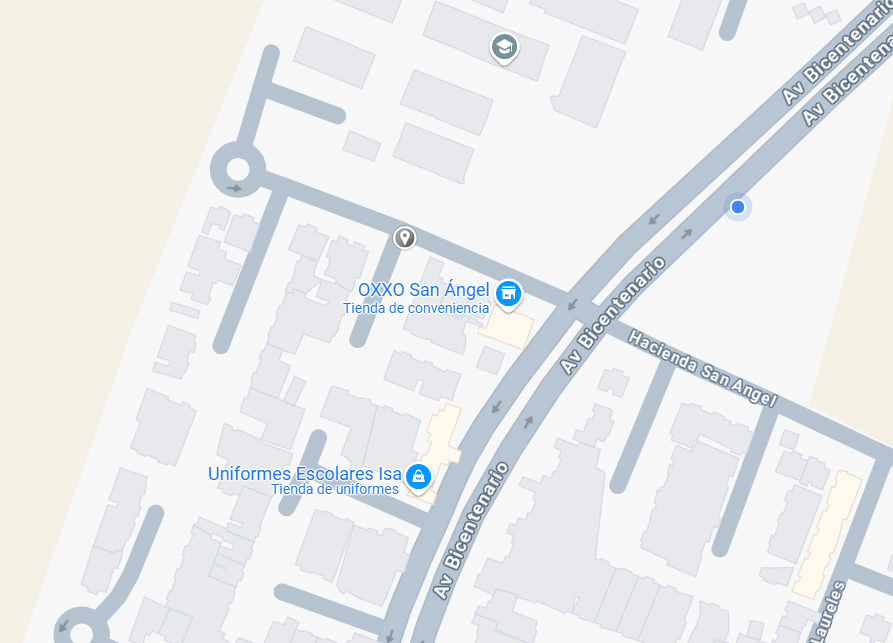 Av Bicentenario
Av Bicentena
OXXO San Ángel
Tienda de conveniencia
Av Bicentenario
Hacienda San Angel
Uniformes Escolares Isa
Tienda de uniformes
Av Bicentenario
Laureles